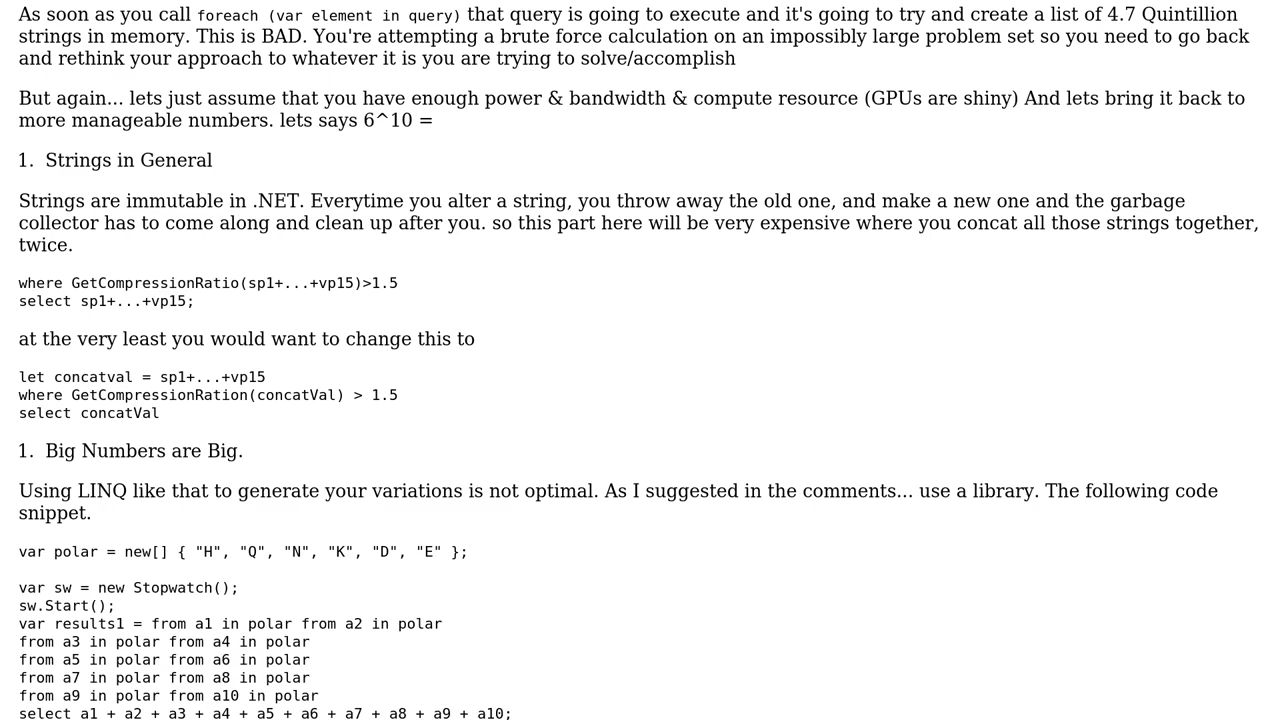 As soon as you call foreach (var element in query) that query is going to execute and it's going to try and create a list of 4.7 Quintillion
strings in memory. This is BAD. You're attempting a brute force calculation on an impossibly large problem set so you need to go back
and rethink your approach to whatever it is you are trying to solve/accomplish
But again... lets just assume that you have enough power & bandwidth & compute resource (GPUs are shiny) And lets bring it back to
more manageable numbers. lets says 6^10 =
1. Strings in General
Strings are immutable in .NET. Everytime you alter a string, you throw away the old one, and make a new one and the garbage
collector has to come along and clean up after you. so this part here will be very expensive where you concat all those strings together,
twice.
where GetCompressionRatio(sp1+...+vp15)>1.5
select sp1+...+vp15;
at the very least you would want to change this to
let concatval = sp1+...+vp15
where GetCompressionRation(concatVal) > 1.5
select concatVal
1. Big Numbers are Big.
Using LINQ like that to generate your variations is not optimal. As I suggested in the comments... use a library. The following code
snippet.
var polar = new[] { "H", "Q", "N", "K", "D", "E" };
var sw = new Stopwatch();
sw.Start();
var results1 = from a1 in polar from a2 in polar
from a3 in polar from a4 in polar
from a5 in polar from a6 in polar
from a7 in polar from a8 in polar
from a9 in polar from a10 in polar
select a1 + a2 + a3 + a4 + a5 + a6 + a7 + a8 + a9 + a10;